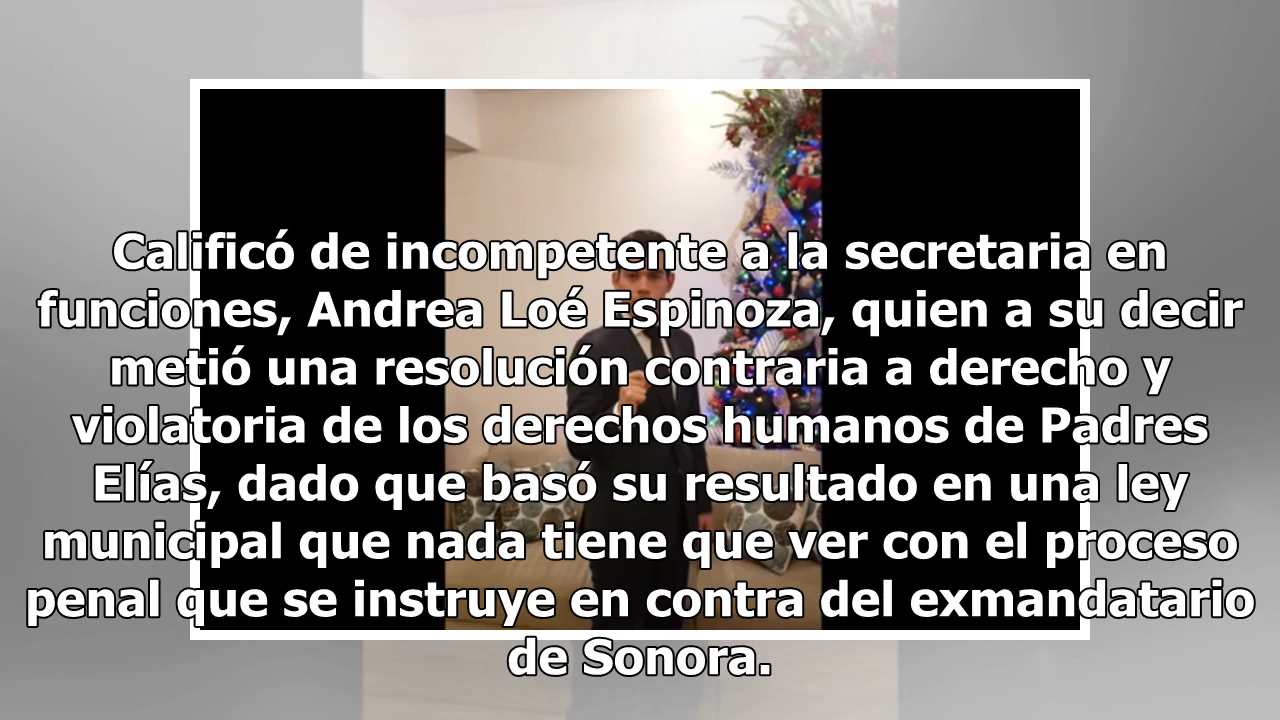 Calificó de incompetente a la secretaria en
funciones, Andrea Loé Espinoza, quien a su decir
metió una resolución contraria a derecho y
violatoria de los derechos humanos de Padres
Elías, dado que basó su resultado en una ley
municipal que nada tiene que ver con el proceso
penal que se instruye en contra del exmandatario
de Sonora.